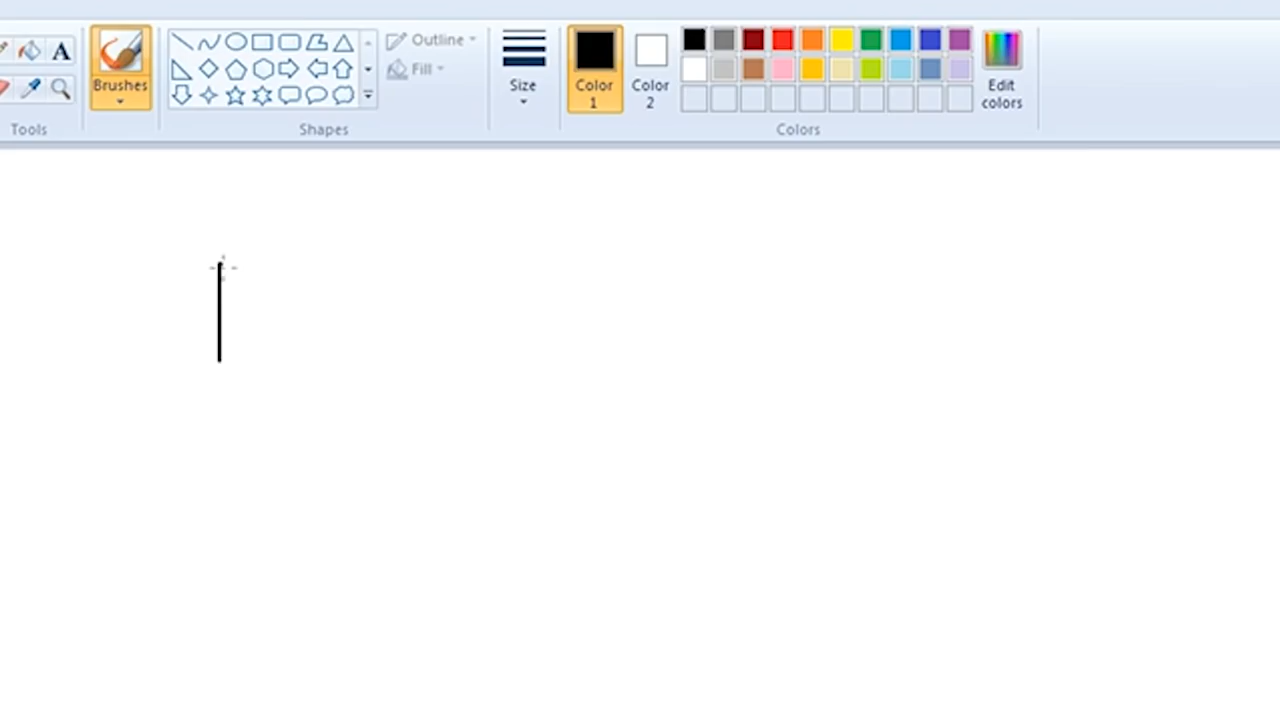 A
Brushes
Outline
Fill
Size
Color 1
Color 2
Edit colors
Tools
Shapes
Colors